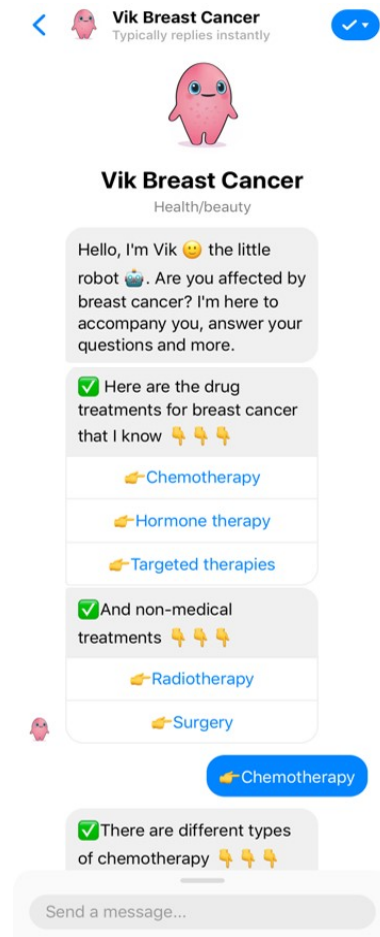 Vik Breast Cancer
Typically replies instantly
Vik Breast Cancer
Health/beauty
Hello, I'm Vik 🙂 the little
robot 🤖. Are you affected by
breast cancer? I'm here to
accompany you, answer your
questions and more.
✅ Here are the drug
treatments for breast cancer
that I know 👇👇👇
👉Chemotherapy
👉Hormone therapy
👉Targeted therapies
✅And non-medical
treatments 👇👇👇
👉Radiotherapy
👉Surgery
👉Chemotherapy
✅There are different types
of chemotherapy 👇👇👇
Send a message...